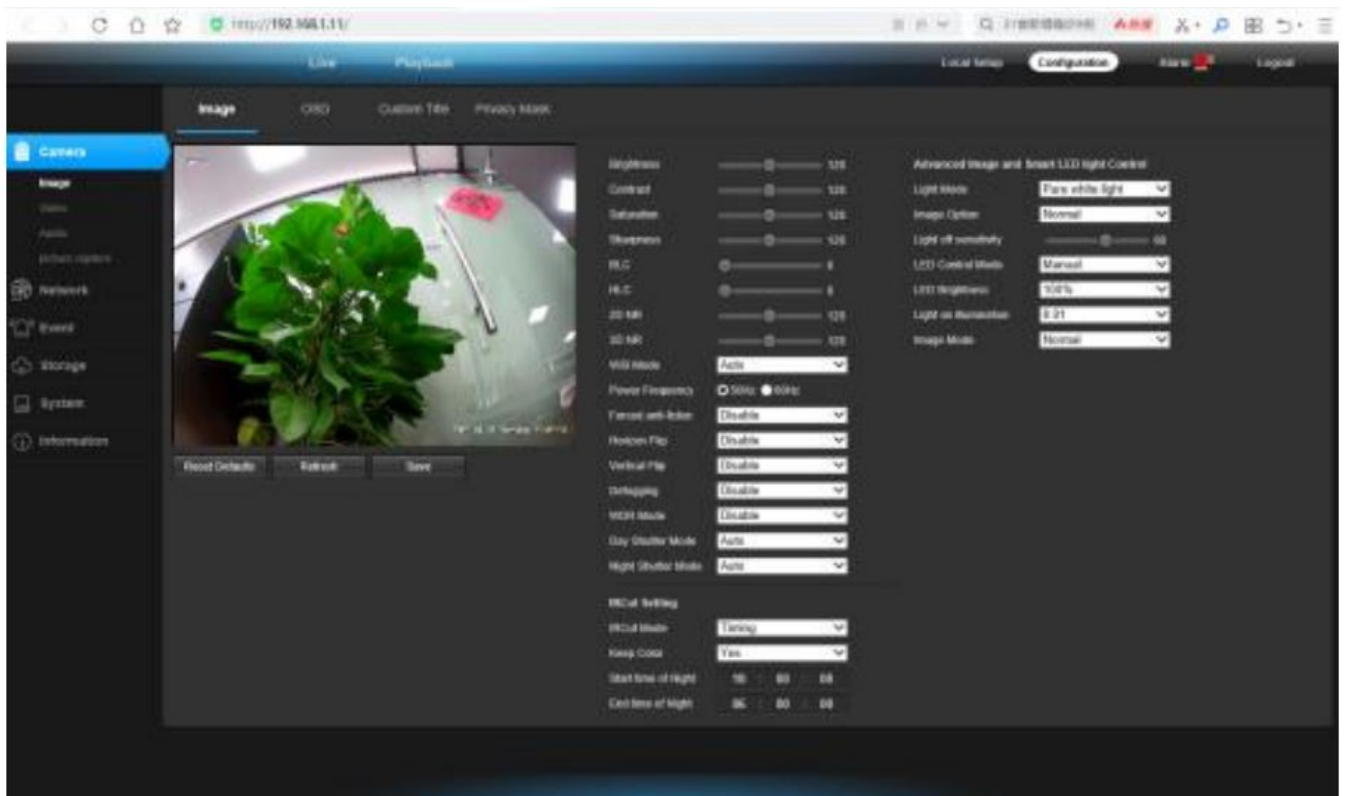 http://192.168.1.11/
Live Playback Local Setup Configuration Alarm Logout
Image OSD Custom Title Privacy Mask
Camera
Image
Video
Audio
Network
Event
Storage
System
Information
Reset Defaults Refresh Save
Brightness 128
Contrast 128
Saturation 128
Sharpness 128
BLC 0
HLC 0
2D NR 128
3D NR 128
WB Mode Auto
Power Frequency 50Hz 60Hz
Forced anti-flicker Disable
Horizon Flip Disable
Vertical Flip Disable
Defogging Disable
WDR Mode Disable
Day Shutter Mode Auto
Night Shutter Mode Auto
IRCut Setting
IRCut Mode Timing
Keep Color Yes
Start time of Night : :
End time of Night 06 : 00 : 00
Advanced Image and Smart LED light Control
Light Mode Pure white light
Image Option Normal
Light off sensitivity
LED Control Mode Manual
LED Brightness 100%
Light on illumination 0.01
Image Mode Normal